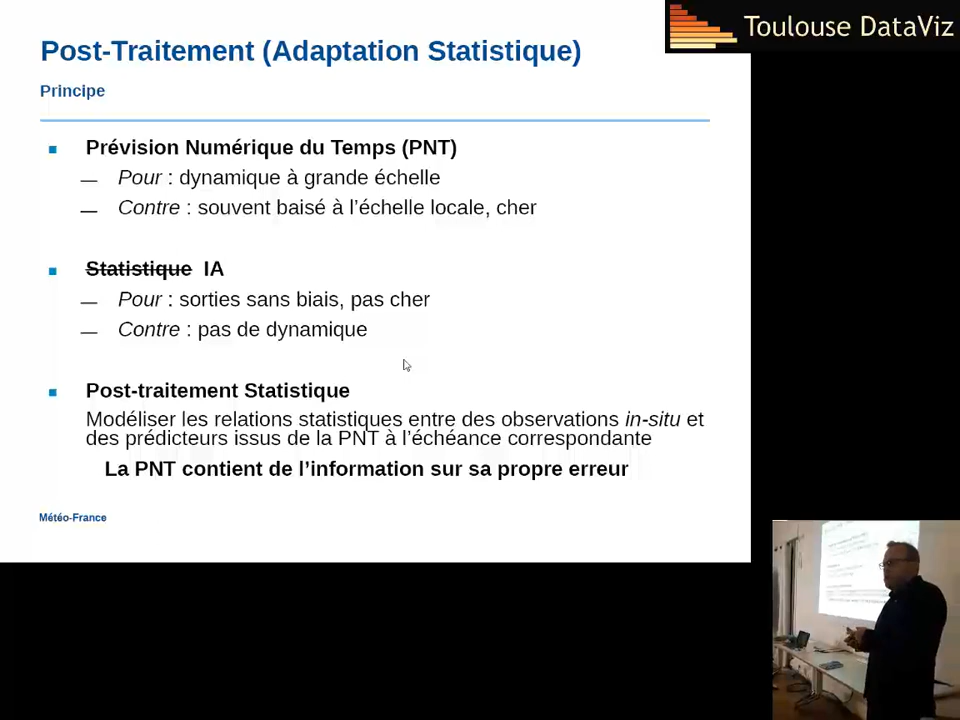 Toulouse DataViz
Post-Traitement (Adaptation Statistique)
Principe
Prévision Numérique du Temps (PNT)
— Pour : dynamique à grande échelle
— Contre : souvent baisé à l’échelle locale, cher
Statistique IA
— Pour : sorties sans biais, pas cher
— Contre : pas de dynamique
Post-traitement Statistique
Modéliser les relations statistiques entre des observations in-situ et
des prédicteurs issus de la PNT à l’échéance correspondante
La PNT contient de l’information sur sa propre erreur
Météo-France